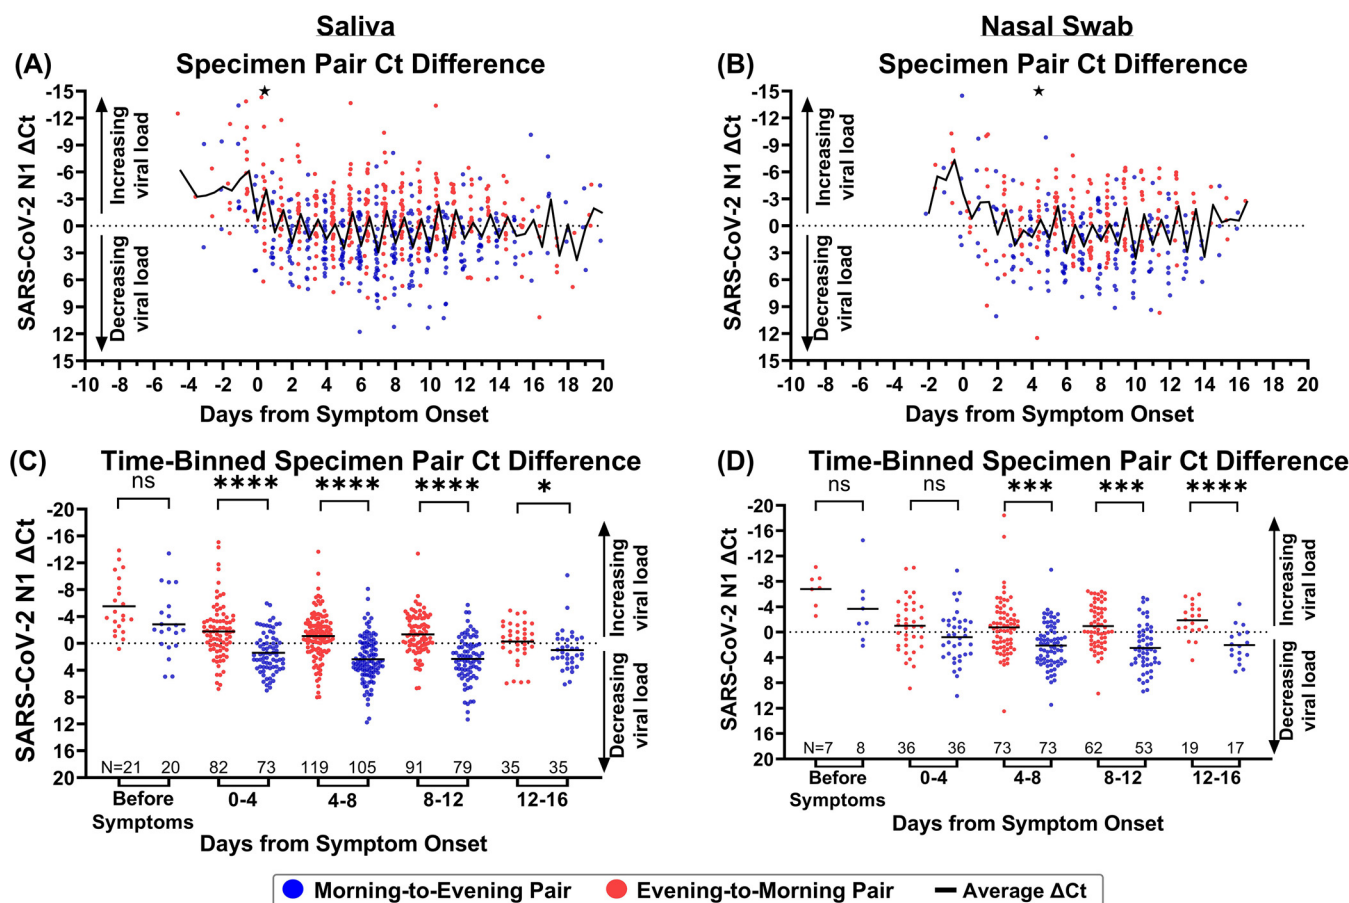 Saliva
Nasal Swab
(A)
Specimen Pair Ct Difference
SARS-CoV-2 N1 ΔCt
Increasing
viral load
Decreasing
viral load
-15
-12
-9
-6
-3
0
3
6
9
12
15
★
-10 -8 -6 -4 -2 0 2 4 6 8 10 12 14 16 18 20
Days from Symptom Onset
(B)
Specimen Pair Ct Difference
SARS-CoV-2 N1 ΔCt
Increasing
viral load
Decreasing
viral load
-15
-12
-9
-6
-3
0
3
6
9
12
15
★
-10 -8 -6 -4 -2 0 2 4 6 8 10 12 14 16 18 20
Days from Symptom Onset
(C)
Time-Binned Specimen Pair Ct Difference
ns **** **** **** *
SARS-CoV-2 N1 ΔCt
-20
-16
-12
-8
-4
0
4
8
12
16
20
Increasing
viral load
Decreasing
viral load
N=21 20 82 73 119 105 91 79 35 35
Before
Symptoms
0-4 4-8 8-12 12-16
Days from Symptom Onset
(D)
Time-Binned Specimen Pair Ct Difference
ns ns *** *** ****
SARS-CoV-2 N1 ΔCt
-20
-16
-12
-8
-4
0
4
8
12
16
20
Increasing
viral load
Decreasing
viral load
N=7 8 36 36 73 73 62 53 19 17
Before
Symptoms
0-4 4-8 8-12 12-16
Days from Symptom Onset
Morning-to-Evening Pair Evening-to-Morning Pair Average ΔCt